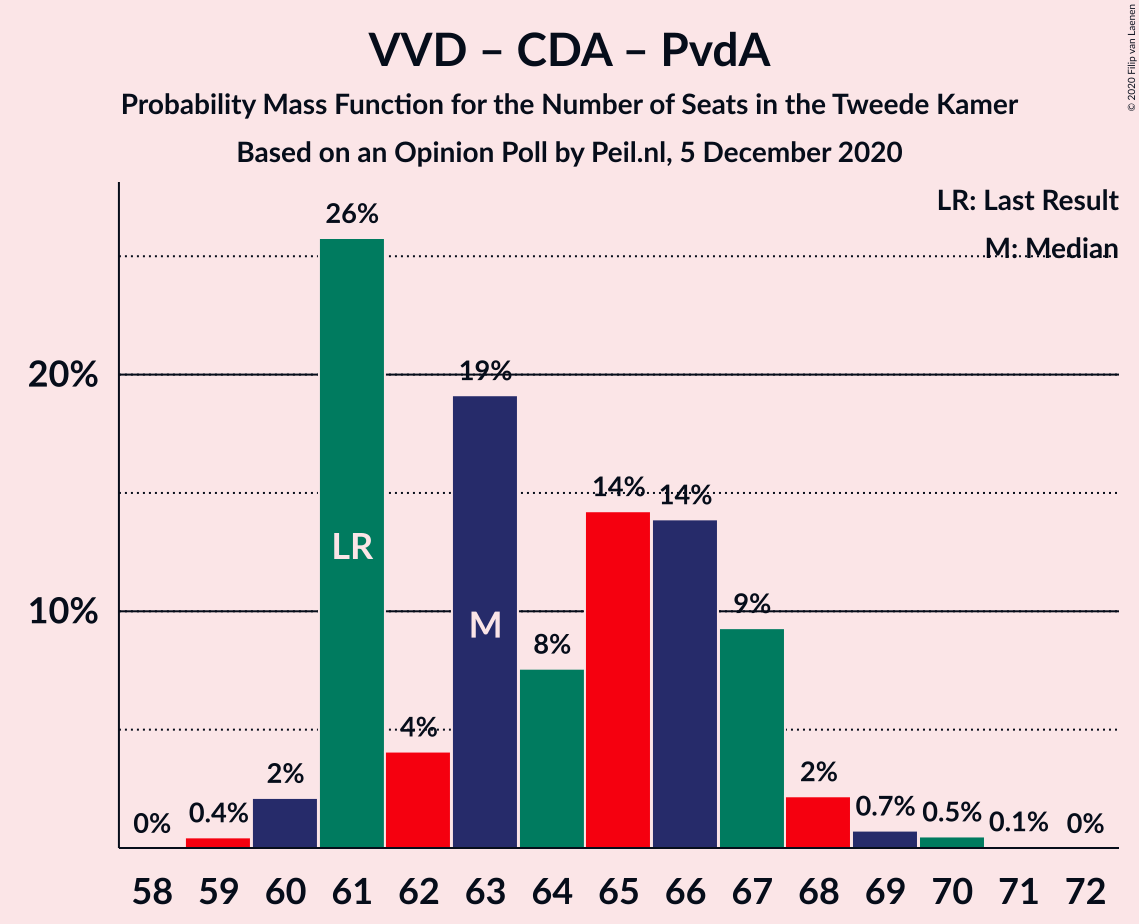 VVD – CDA – PvdA
Probability Mass Function for the Number of Seats in the Tweede Kamer
Based on an Opinion Poll by Peil.nl, 5 December 2020
© 2020 Filip van Laenen
LR: Last Result
M: Median
20%
10%
0%
0.4%
2%
26%
4%
19%
8%
14%
14%
9%
2%
0.7%
0.5%
0.1%
0%
LR
M
58 59 60 61 62 63 64 65 66 67 68 69 70 71 72